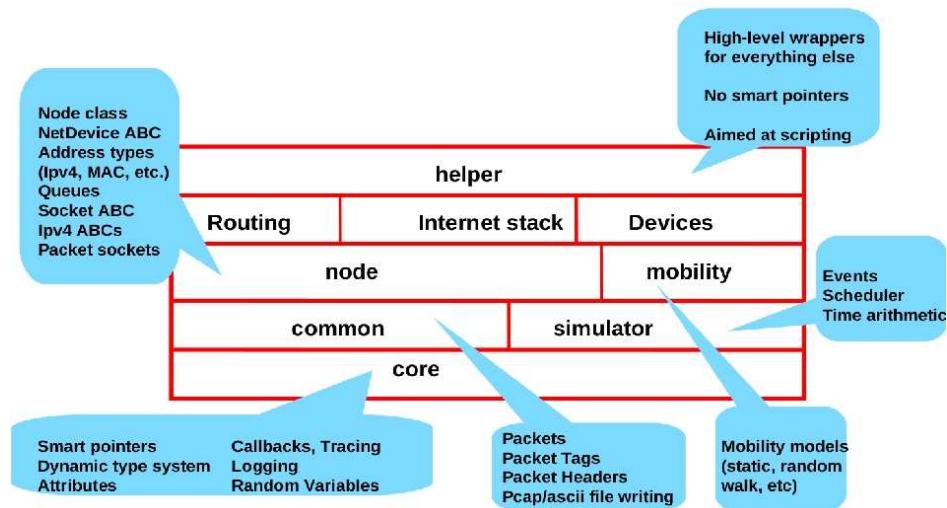 High-level wrappers
for everything else
No smart pointers
Aimed at scripting
Node class
NetDevice ABC
Address types
(Ipv4, MAC, etc.)
Queues
Socket ABC
Ipv4 ABCs
Packet sockets
helper
Routing
Internet stack
Devices
node
mobility
Events
Scheduler
Time arithmetic
common
simulator
core
Smart pointers
Dynamic type system
Attributes
Callbacks, Tracing
Logging
Random Variables
Packets
Packet Tags
Packet Headers
Pcap/ascii file writing
Mobility models
(static, random
walk, etc)